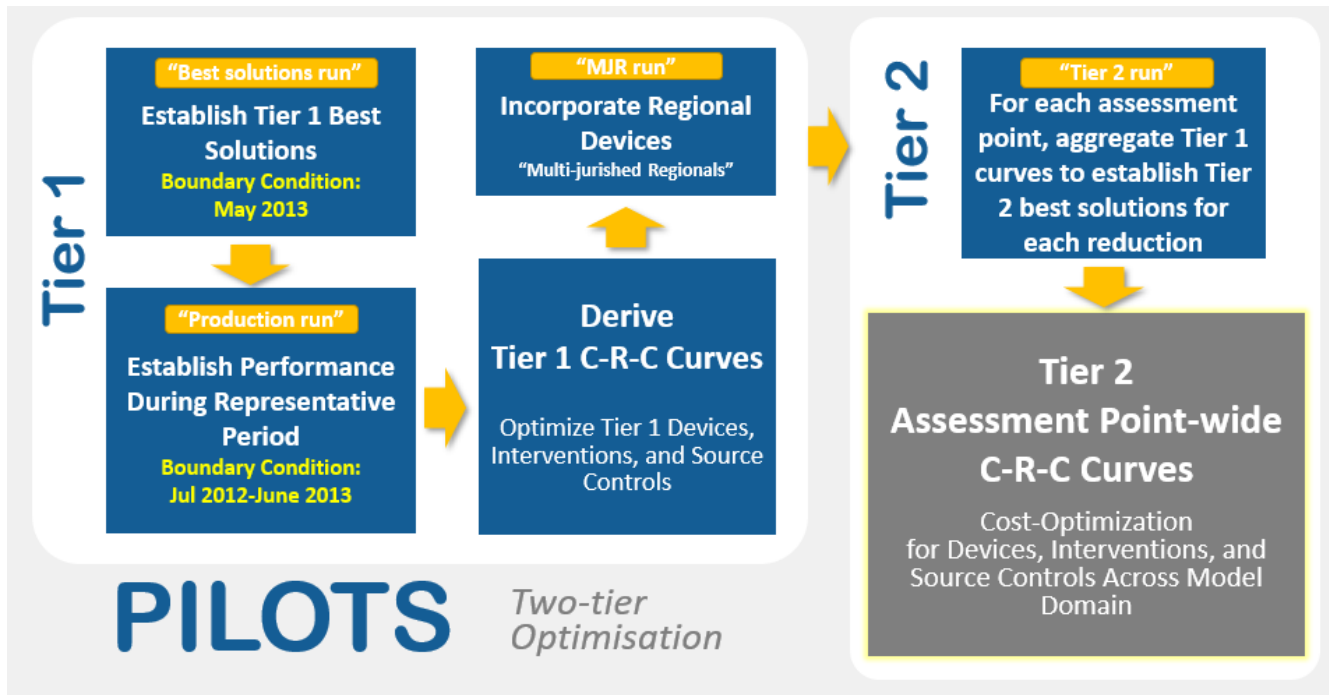 Tier 1
“Best solutions run”
Establish Tier 1 Best
Solutions
Boundary Condition:
May 2013
“Production run”
Establish Performance
During Representative
Period
Boundary Condition:
Jul 2012-June 2013
Derive
Tier 1 C-R-C Curves
Optimize Tier 1 Devices,
Interventions, and Source
Controls
“MJR run”
Incorporate Regional
Devices
“Multi-jurished Regionals”
Tier 2
“Tier 2 run”
For each assessment
point, aggregate Tier 1
curves to establish Tier
2 best solutions for
each reduction
Tier 2
Assessment Point-wide
C-R-C Curves
Cost-Optimization
for Devices, Interventions, and
Source Controls Across Model
Domain
PILOTS
Two-tier
Optimisation